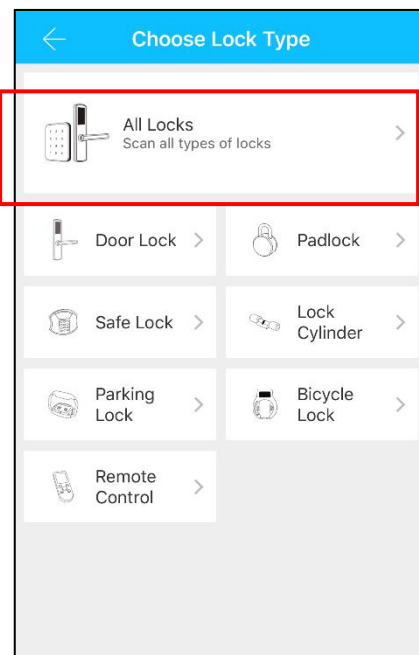 Choose Lock Type
All Locks
Scan all types of locks
Door Lock
Padlock
Safe Lock
Lock
Cylinder
Parking
Lock
Bicycle
Lock
Remote
Control